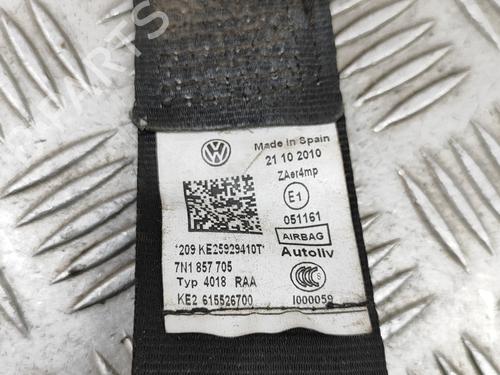 PARTS
Made in Spain
21 10 2010
ZAer4mp
E1
051161
AIRBAG
Autoliv
*209 KE25929410T*
7N1 857 705
Typ 4018 RAA
KE2 615526700
S
I000059